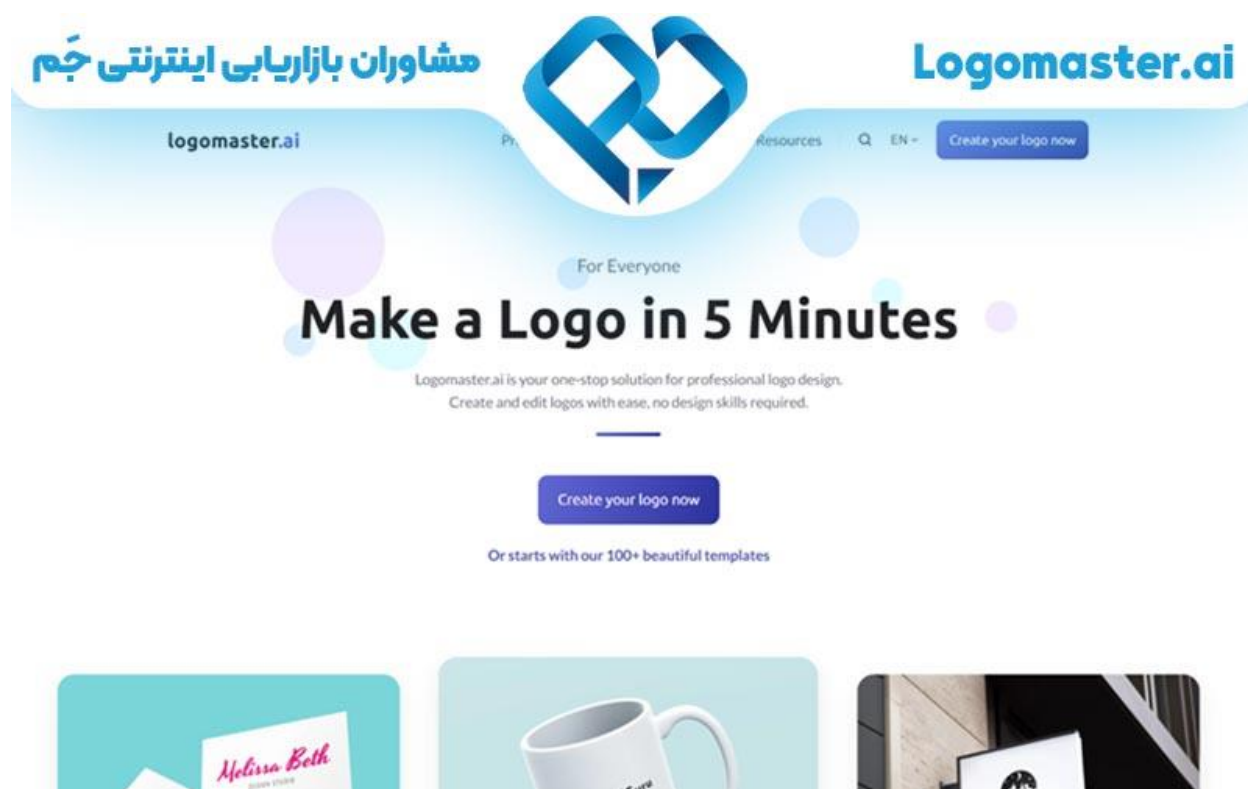 مشاوران بازاریابی اینترنتی جَم
Logomaster.ai
logomaster.ai
Resources
EN
Create your logo now
For Everyone
Make a Logo in 5 Minutes
Logomaster.ai is your one-stop solution for professional logo design.
Create and edit logos with ease, no design skills required.
Create your logo now
Or starts with our 100+ beautiful templates
Melissa Beth
DESIGN STUDIO